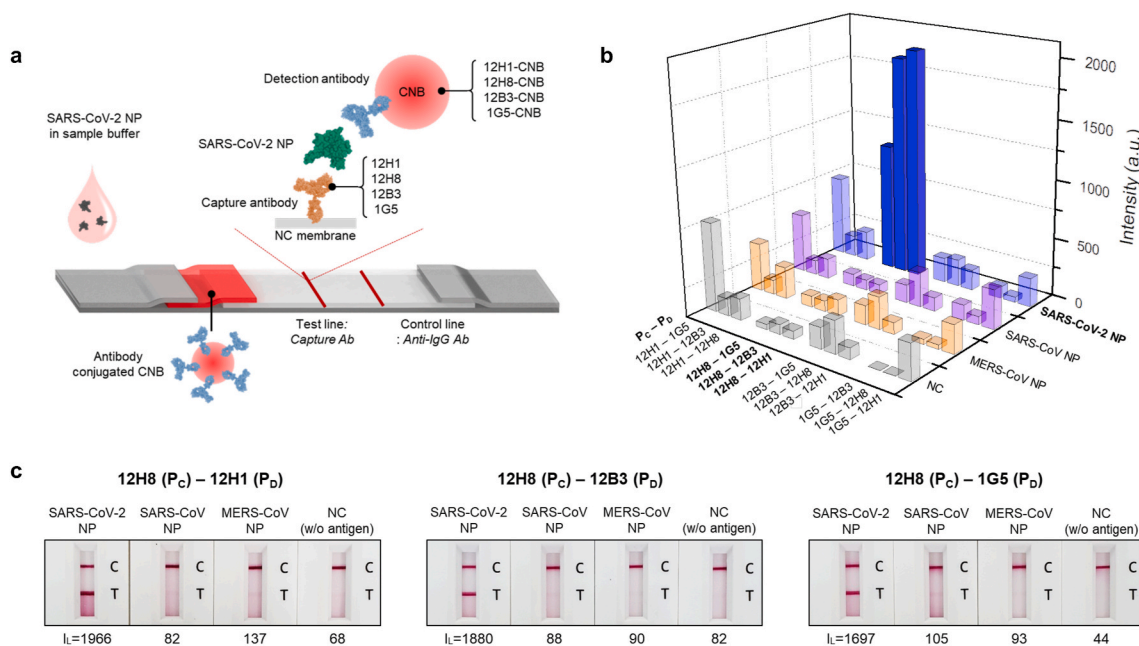 a
Detection antibody
CNB
12H1-CNB
12H8-CNB
12B3-CNB
1G5-CNB
SARS-CoV-2 NP
in sample buffer
SARS-CoV-2 NP
12H1
12H8
12B3
1G5
Capture antibody
NC membrane
Test line:
Capture Ab
Control line
: Anti-IgG Ab
Antibody
conjugated CNB
b
2000
1500
1000
500
0
Intensity (a.u.)
SARS-CoV-2 NP
SARS-CoV NP
MERS-CoV NP
NC
PC – PD
12H1 – 1G5
12H1 – 12B3
12H1 – 12H8
12H8 – 1G5
12H8 – 12B3
12H8 – 12H1
12B3 – 1G5
12B3 – 12H8
12B3 – 12H1
1G5 – 12B3
1G5 – 12H8
1G5 – 12H1
c
12H8 (PC) – 12H1 (PD)
SARS-CoV-2 NP
SARS-CoV NP
MERS-CoV NP
NC (w/o antigen)
C C C C
T T T T
IL=1966 82 137 68
12H8 (PC) – 12B3 (PD)
SARS-CoV-2 NP
SARS-CoV NP
MERS-CoV NP
NC (w/o antigen)
C C C C
T T T T
IL=1880 88 90 82
12H8 (PC) – 1G5 (PD)
SARS-CoV-2 NP
SARS-CoV NP
MERS-CoV NP
NC (w/o antigen)
C C C C
T T T T
IL=1697 105 93 44